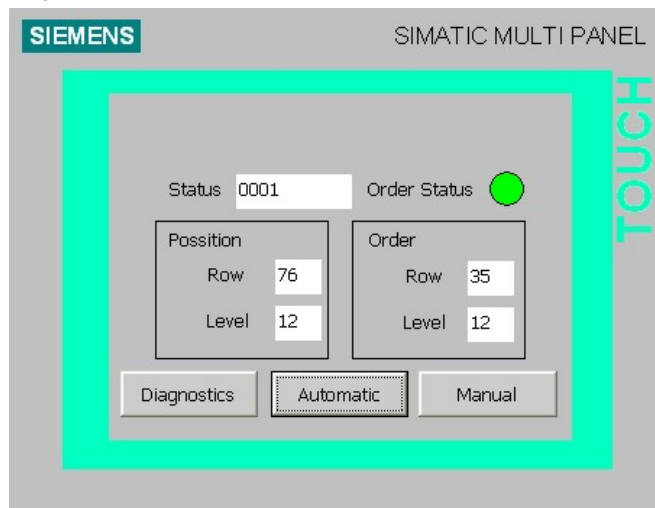 SIEMENS
SIMATIC MULTI PANEL
TOUCH
Status 0001 Order Status
Possition
Row 76
Level 12
Order
Row 35
Level 12
Diagnostics
Automatic
Manual